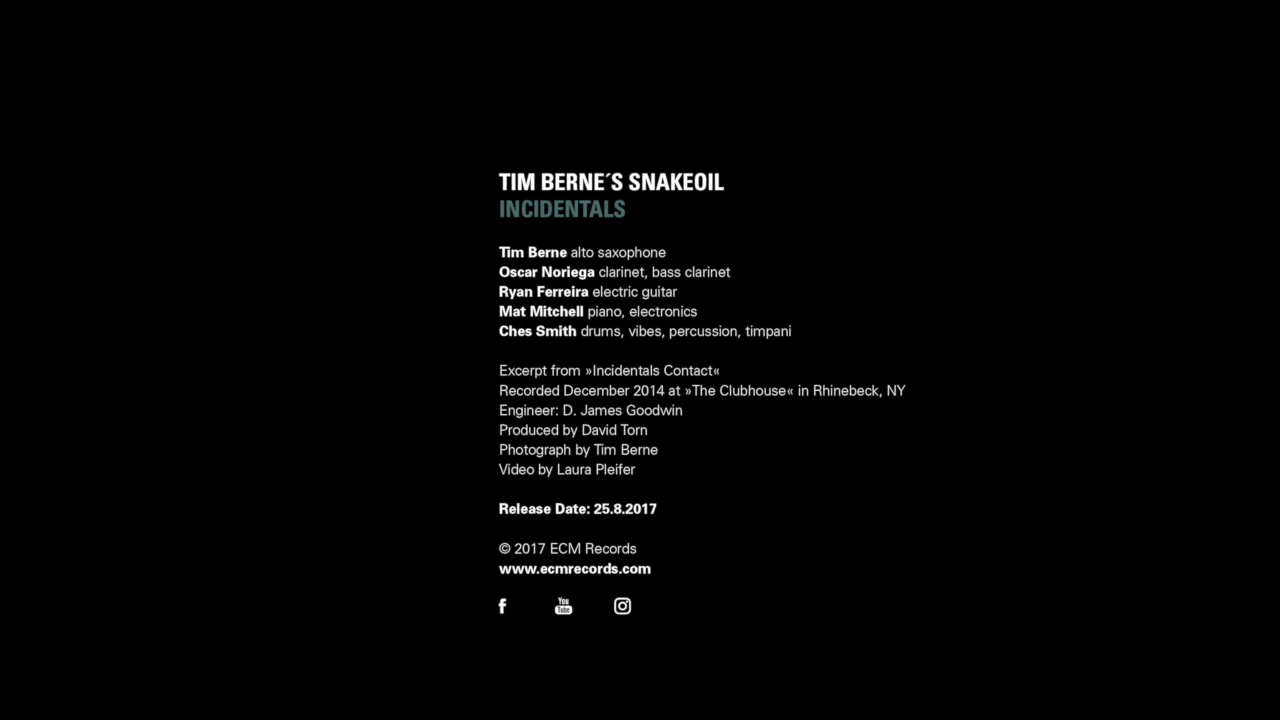 TIM BERNE´S SNAKEOIL
INCIDENTALS
Tim Berne alto saxophone
Oscar Noriega clarinet, bass clarinet
Ryan Ferreira electric guitar
Mat Mitchell piano, electronics
Ches Smith drums, vibes, percussion, timpani
Excerpt from »Incidentals Contact«
Recorded December 2014 at »The Clubhouse« in Rhinebeck, NY
Engineer: D. James Goodwin
Produced by David Torn
Photograph by Tim Berne
Video by Laura Pleifer
Release Date: 25.8.2017
© 2017 ECM Records
www.ecmrecords.com
f You Tube